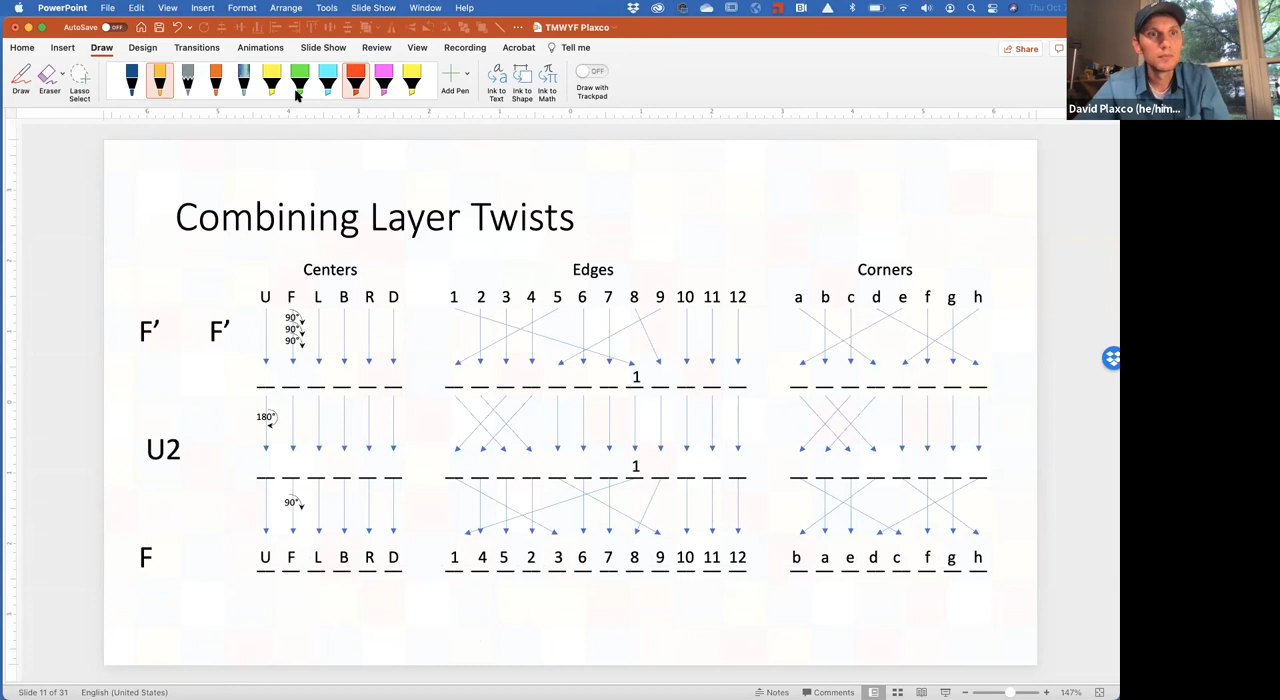 PowerPoint File Edit View Insert Format Arrange Tools Slide Show Window Help
Thu Oct
AutoSave OFF
TMWYF Plaxco
Home Insert Draw Design Transitions Animations Slide Show Review View Recording Acrobat Tell me
Share
Draw Eraser Lasso Select
Add Pen
Ink to Text Ink to Shape Ink to Math
OFF
Draw with Trackpad
David Plaxco (he/him...
Combining Layer Twists
Centers Edges Corners
U F L B R D 1 2 3 4 5 6 7 8 9 10 11 12 a b c d e f g h
F’ F’
90°
90°
90°
1
180°
U2
1
90°
F
U F L B R D 1 4 5 2 3 6 7 8 9 10 11 12 b a e d c f g h
Slide 11 of 31 English (United States)
Notes Comments 147%